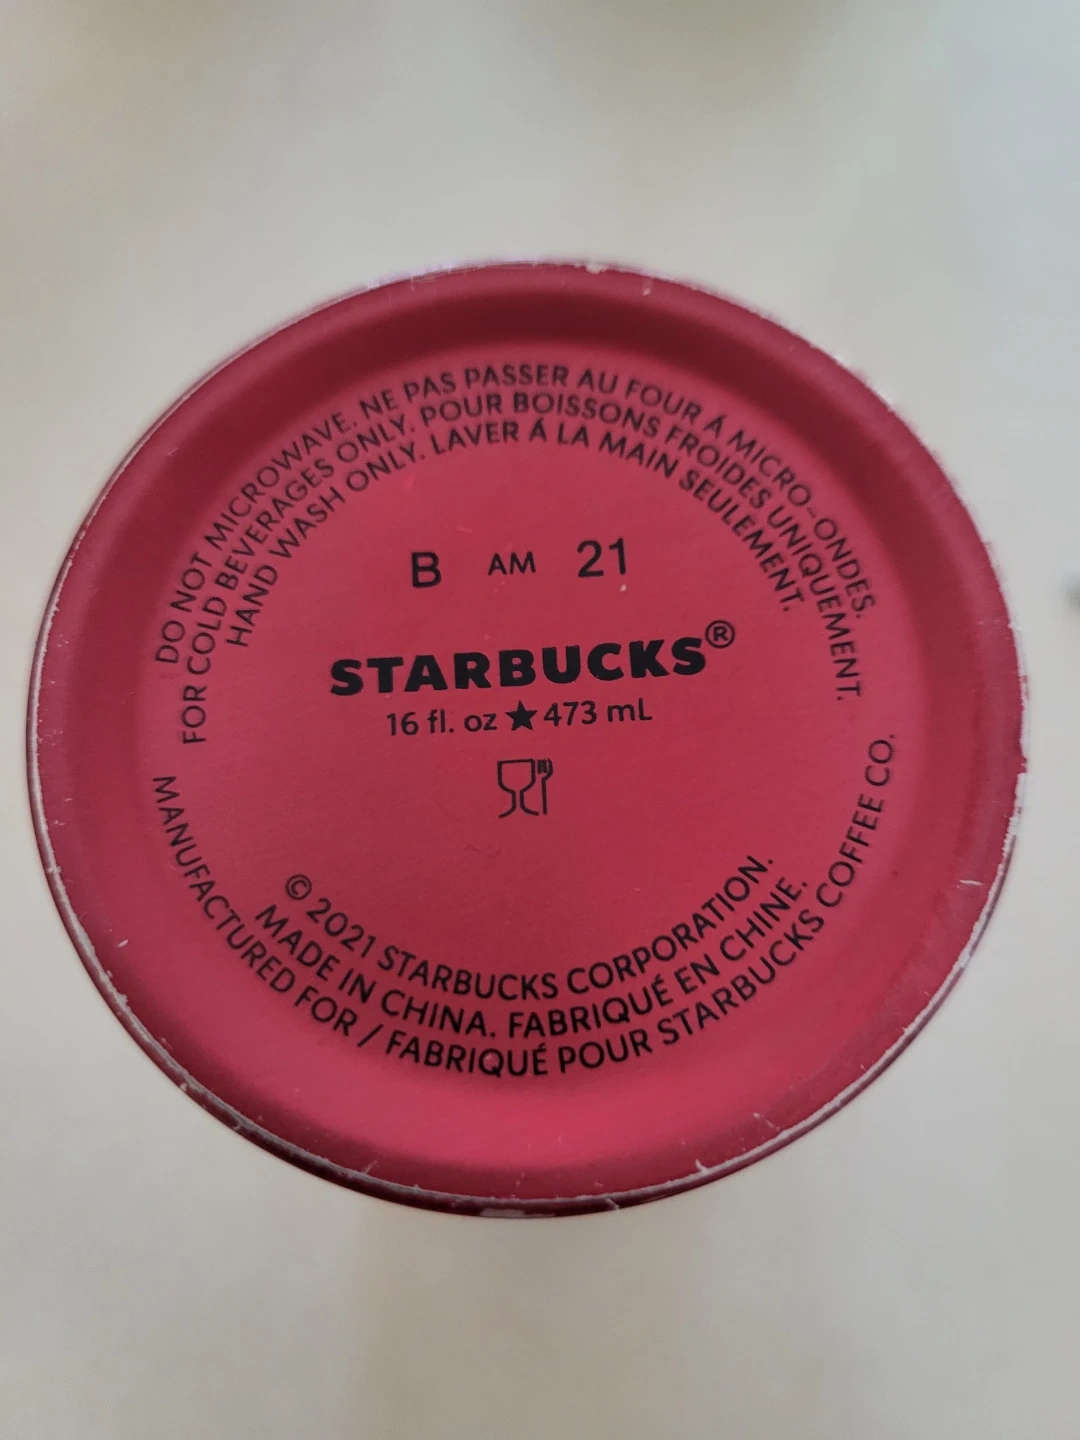 DO NOT MICROWAVE. NE PAS PASSER AU FOUR Á MICRO-ONDES.
FOR COLD BEVERAGES ONLY. POUR BOISSONS FROIDES UNIQUEMENT.
HAND WASH ONLY. LAVER Á LA MAIN SEULEMENT.
B AM 21
STARBUCKS®
16 fl. oz ★ 473 mL
© 2021 STARBUCKS CORPORATION.
MADE IN CHINA. FABRIQUÉ EN CHINE.
MANUFACTURED FOR / FABRIQUÉ POUR STARBUCKS COFFEE CO.